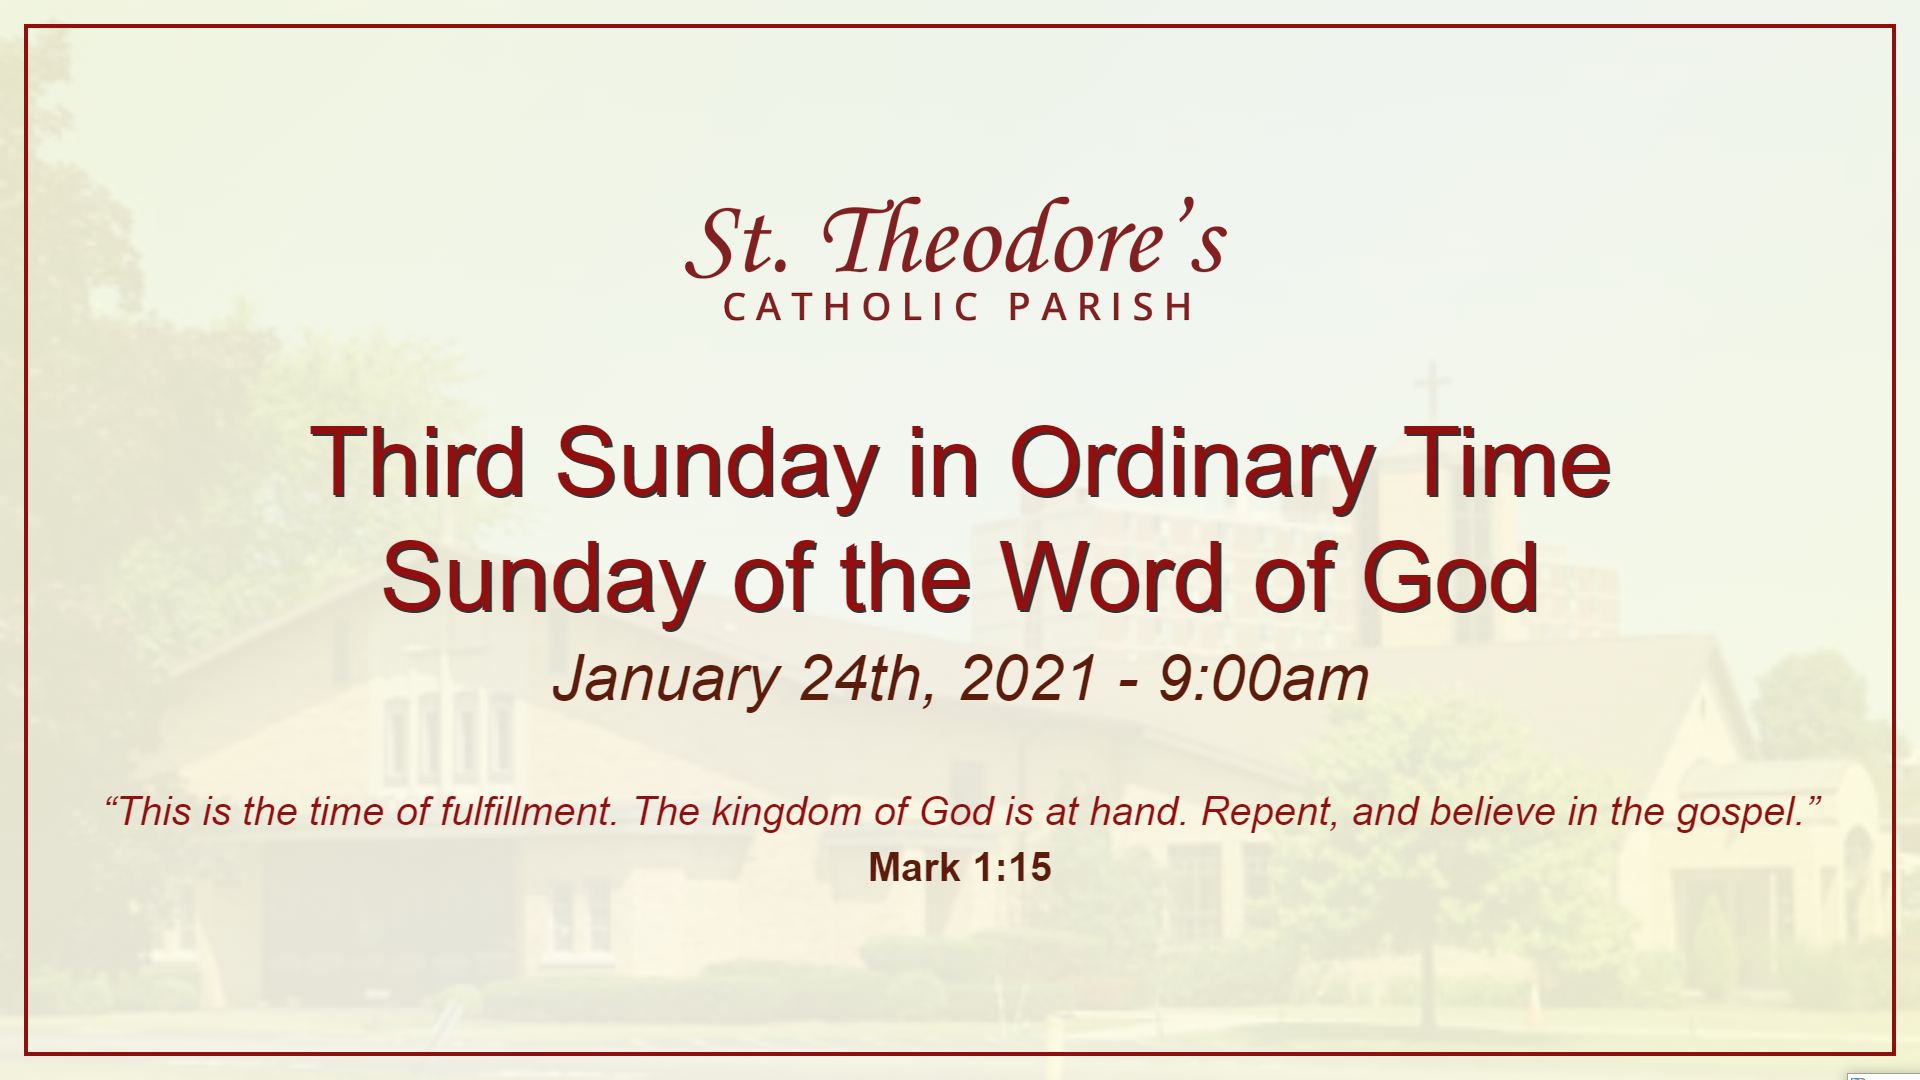 St. Theodore’s
CATHOLIC PARISH
Third Sunday in Ordinary Time
Sunday of the Word of God
January 24th, 2021 - 9:00am
“This is the time of fulfillment. The kingdom of God is at hand. Repent, and believe in the gospel.”
Mark 1:15